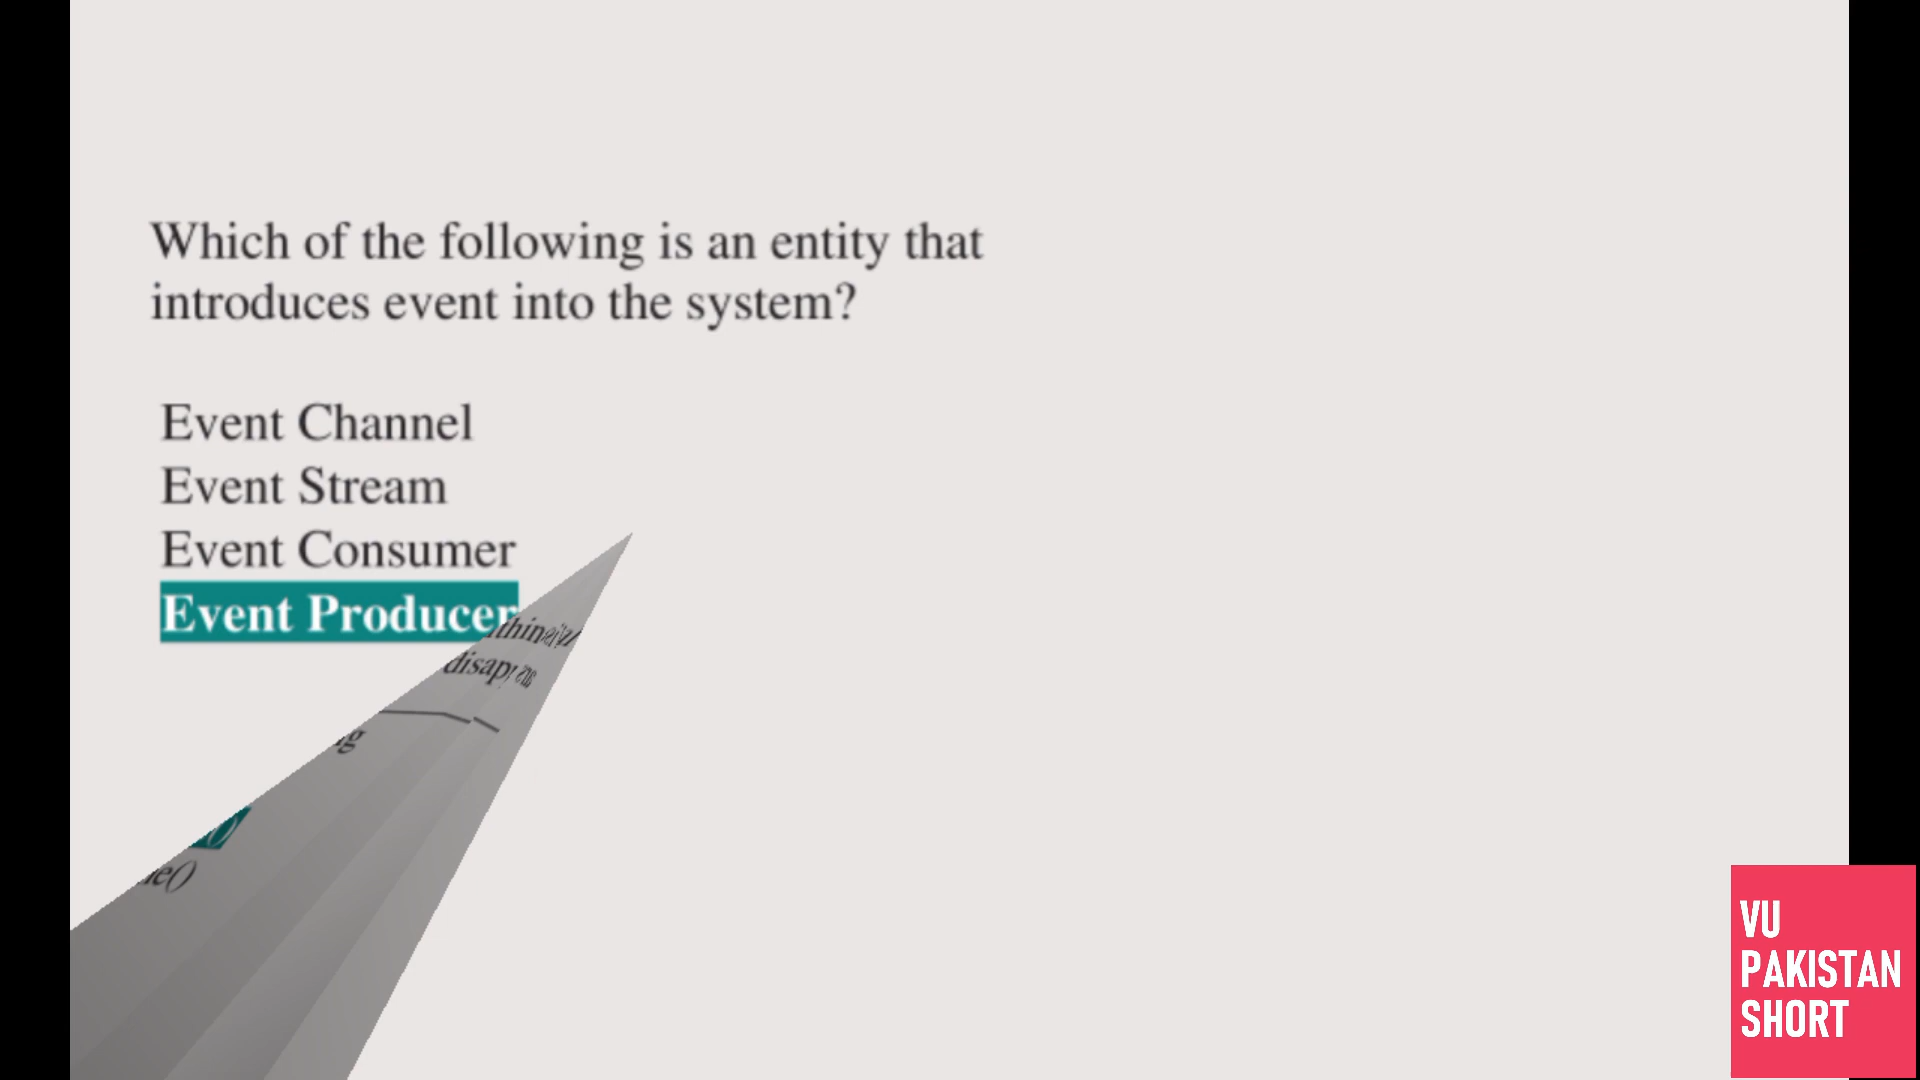 Which of the following is an entity that
introduces event into the system?
Event Channel
Event Stream
Event Consumer
Event Producer
VU
PAKISTAN
SHORT